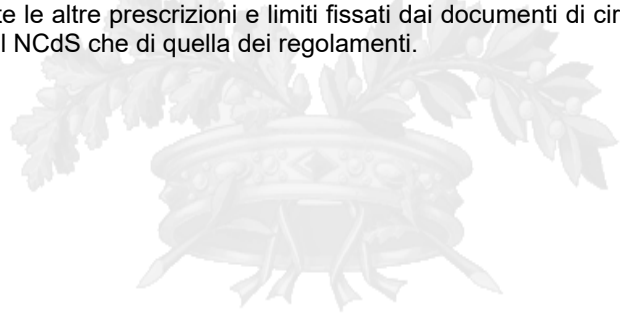 te le altre prescrizioni e limiti fissati dai documenti di cir
l NCdS che di quella dei regolamenti.